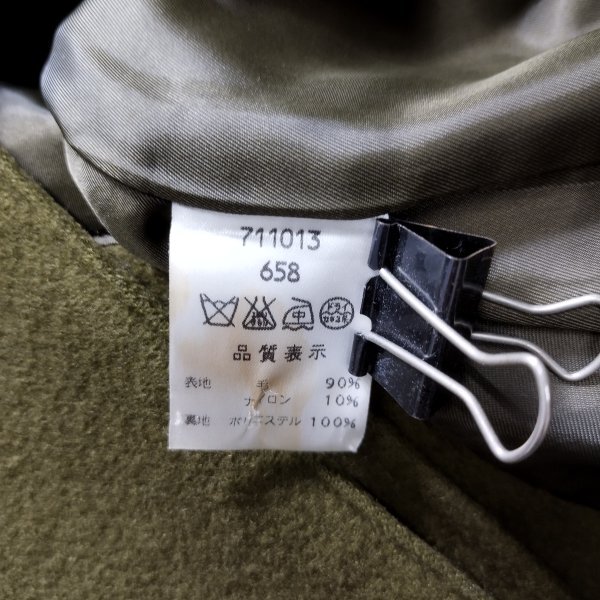 711013
658
品質表示
表地 毛 90%
ナイロン 10%
裏地 ポリエステル 100%